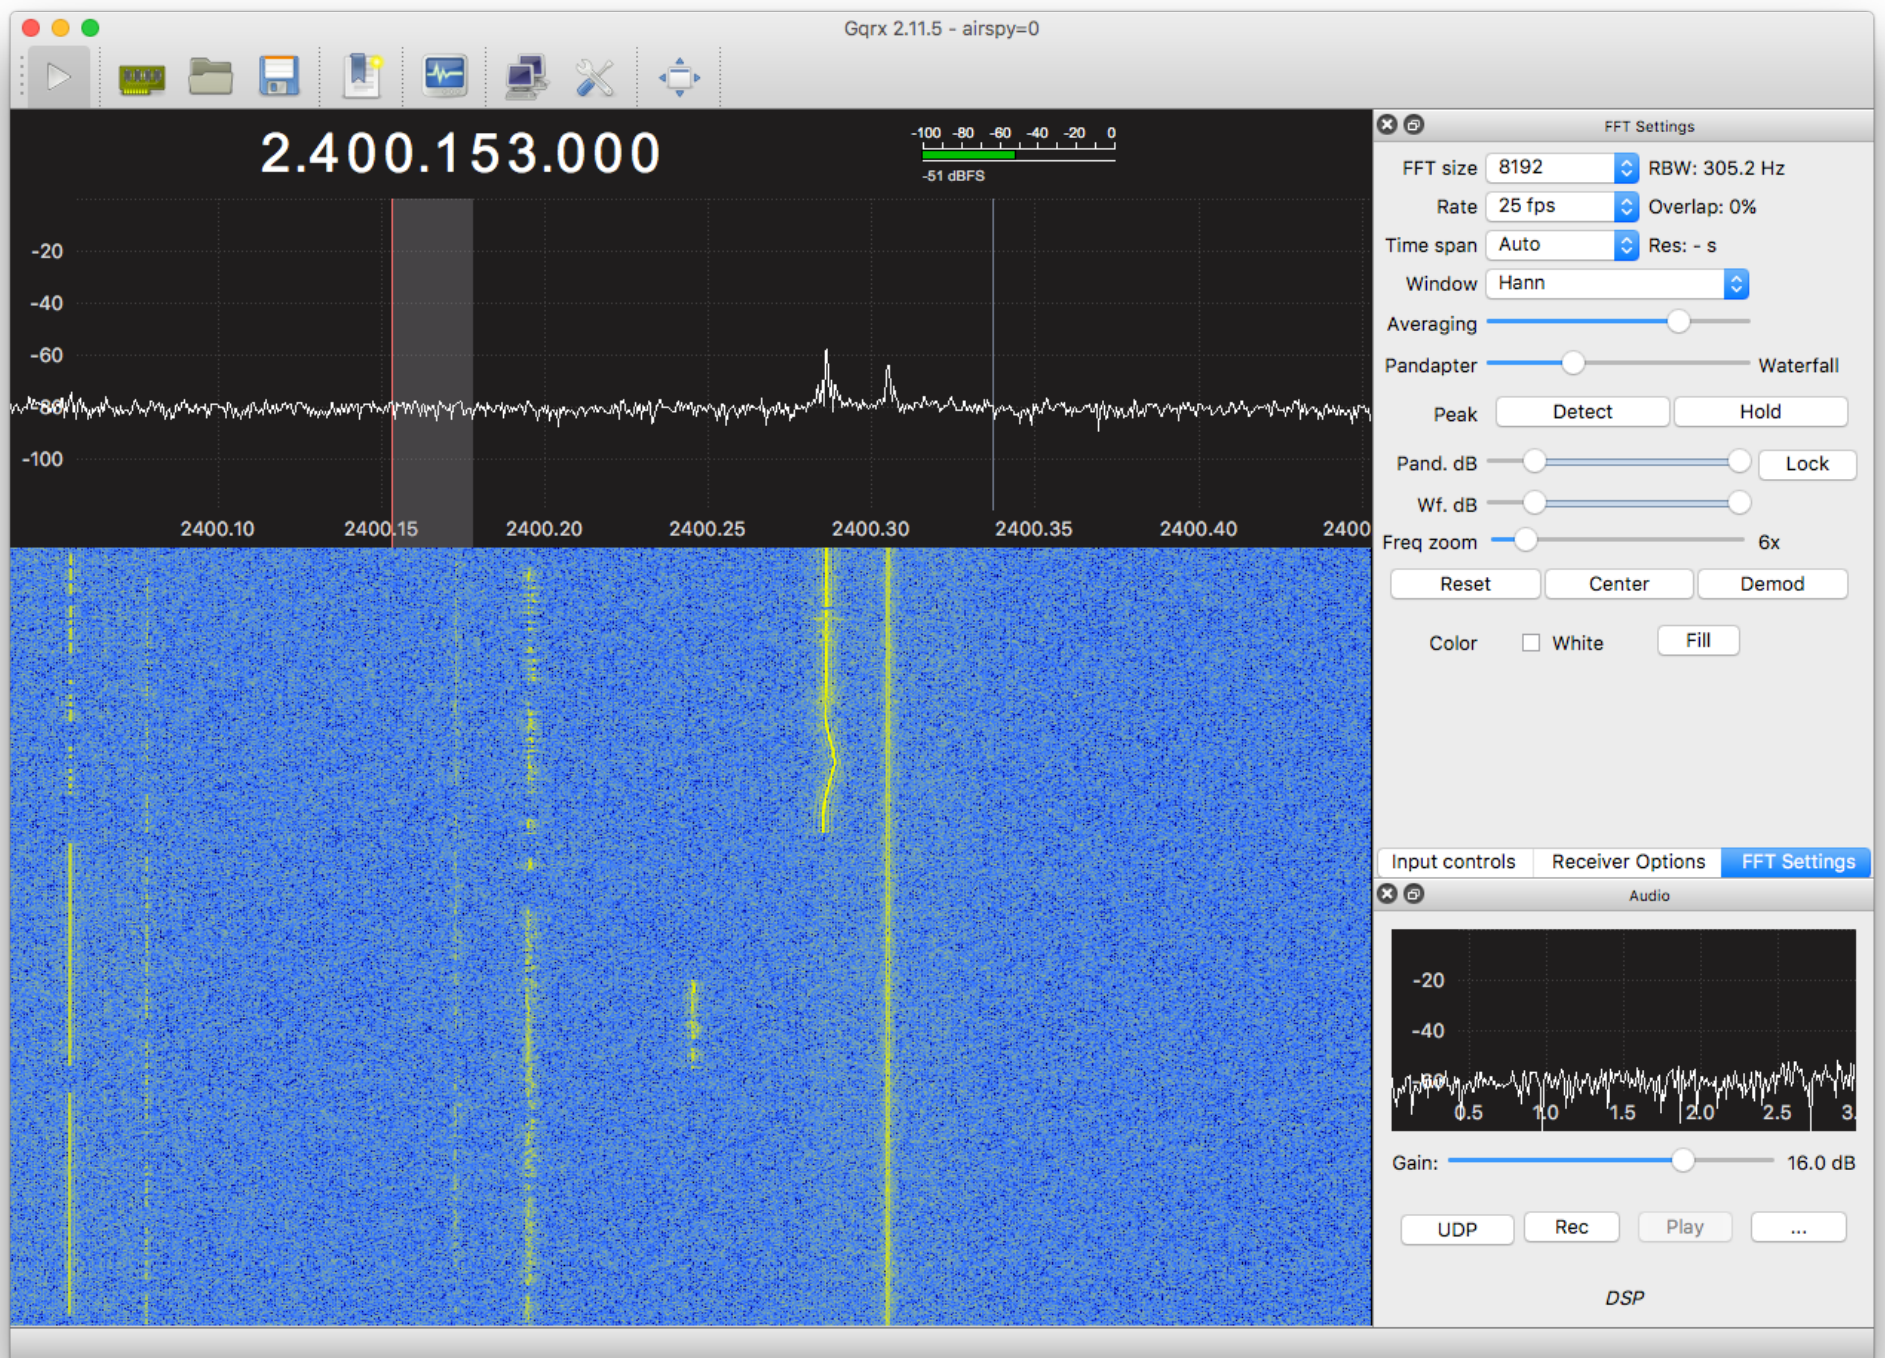 Gqrx 2.11.5 - airspy=0
2.400.153.000
-100 -80 -60 -40 -20 0
-51 dBFS
-20
-40
-60
-80
-100
2400.10 2400.15 2400.20 2400.25 2400.30 2400.35 2400.40 2400
FFT Settings
FFT size 8192 RBW: 305.2 Hz
Rate 25 fps Overlap: 0%
Time span Auto Res: - s
Window Hann
Averaging
Pandapter Waterfall
Peak Detect Hold
Pand. dB Lock
Wf. dB
Freq zoom 6x
Reset Center Demod
Color White Fill
Input controls Receiver Options FFT Settings
Audio
-20
-40
-60
0.5 1.0 1.5 2.0 2.5 3.
Gain: 16.0 dB
UDP Rec Play ...
DSP